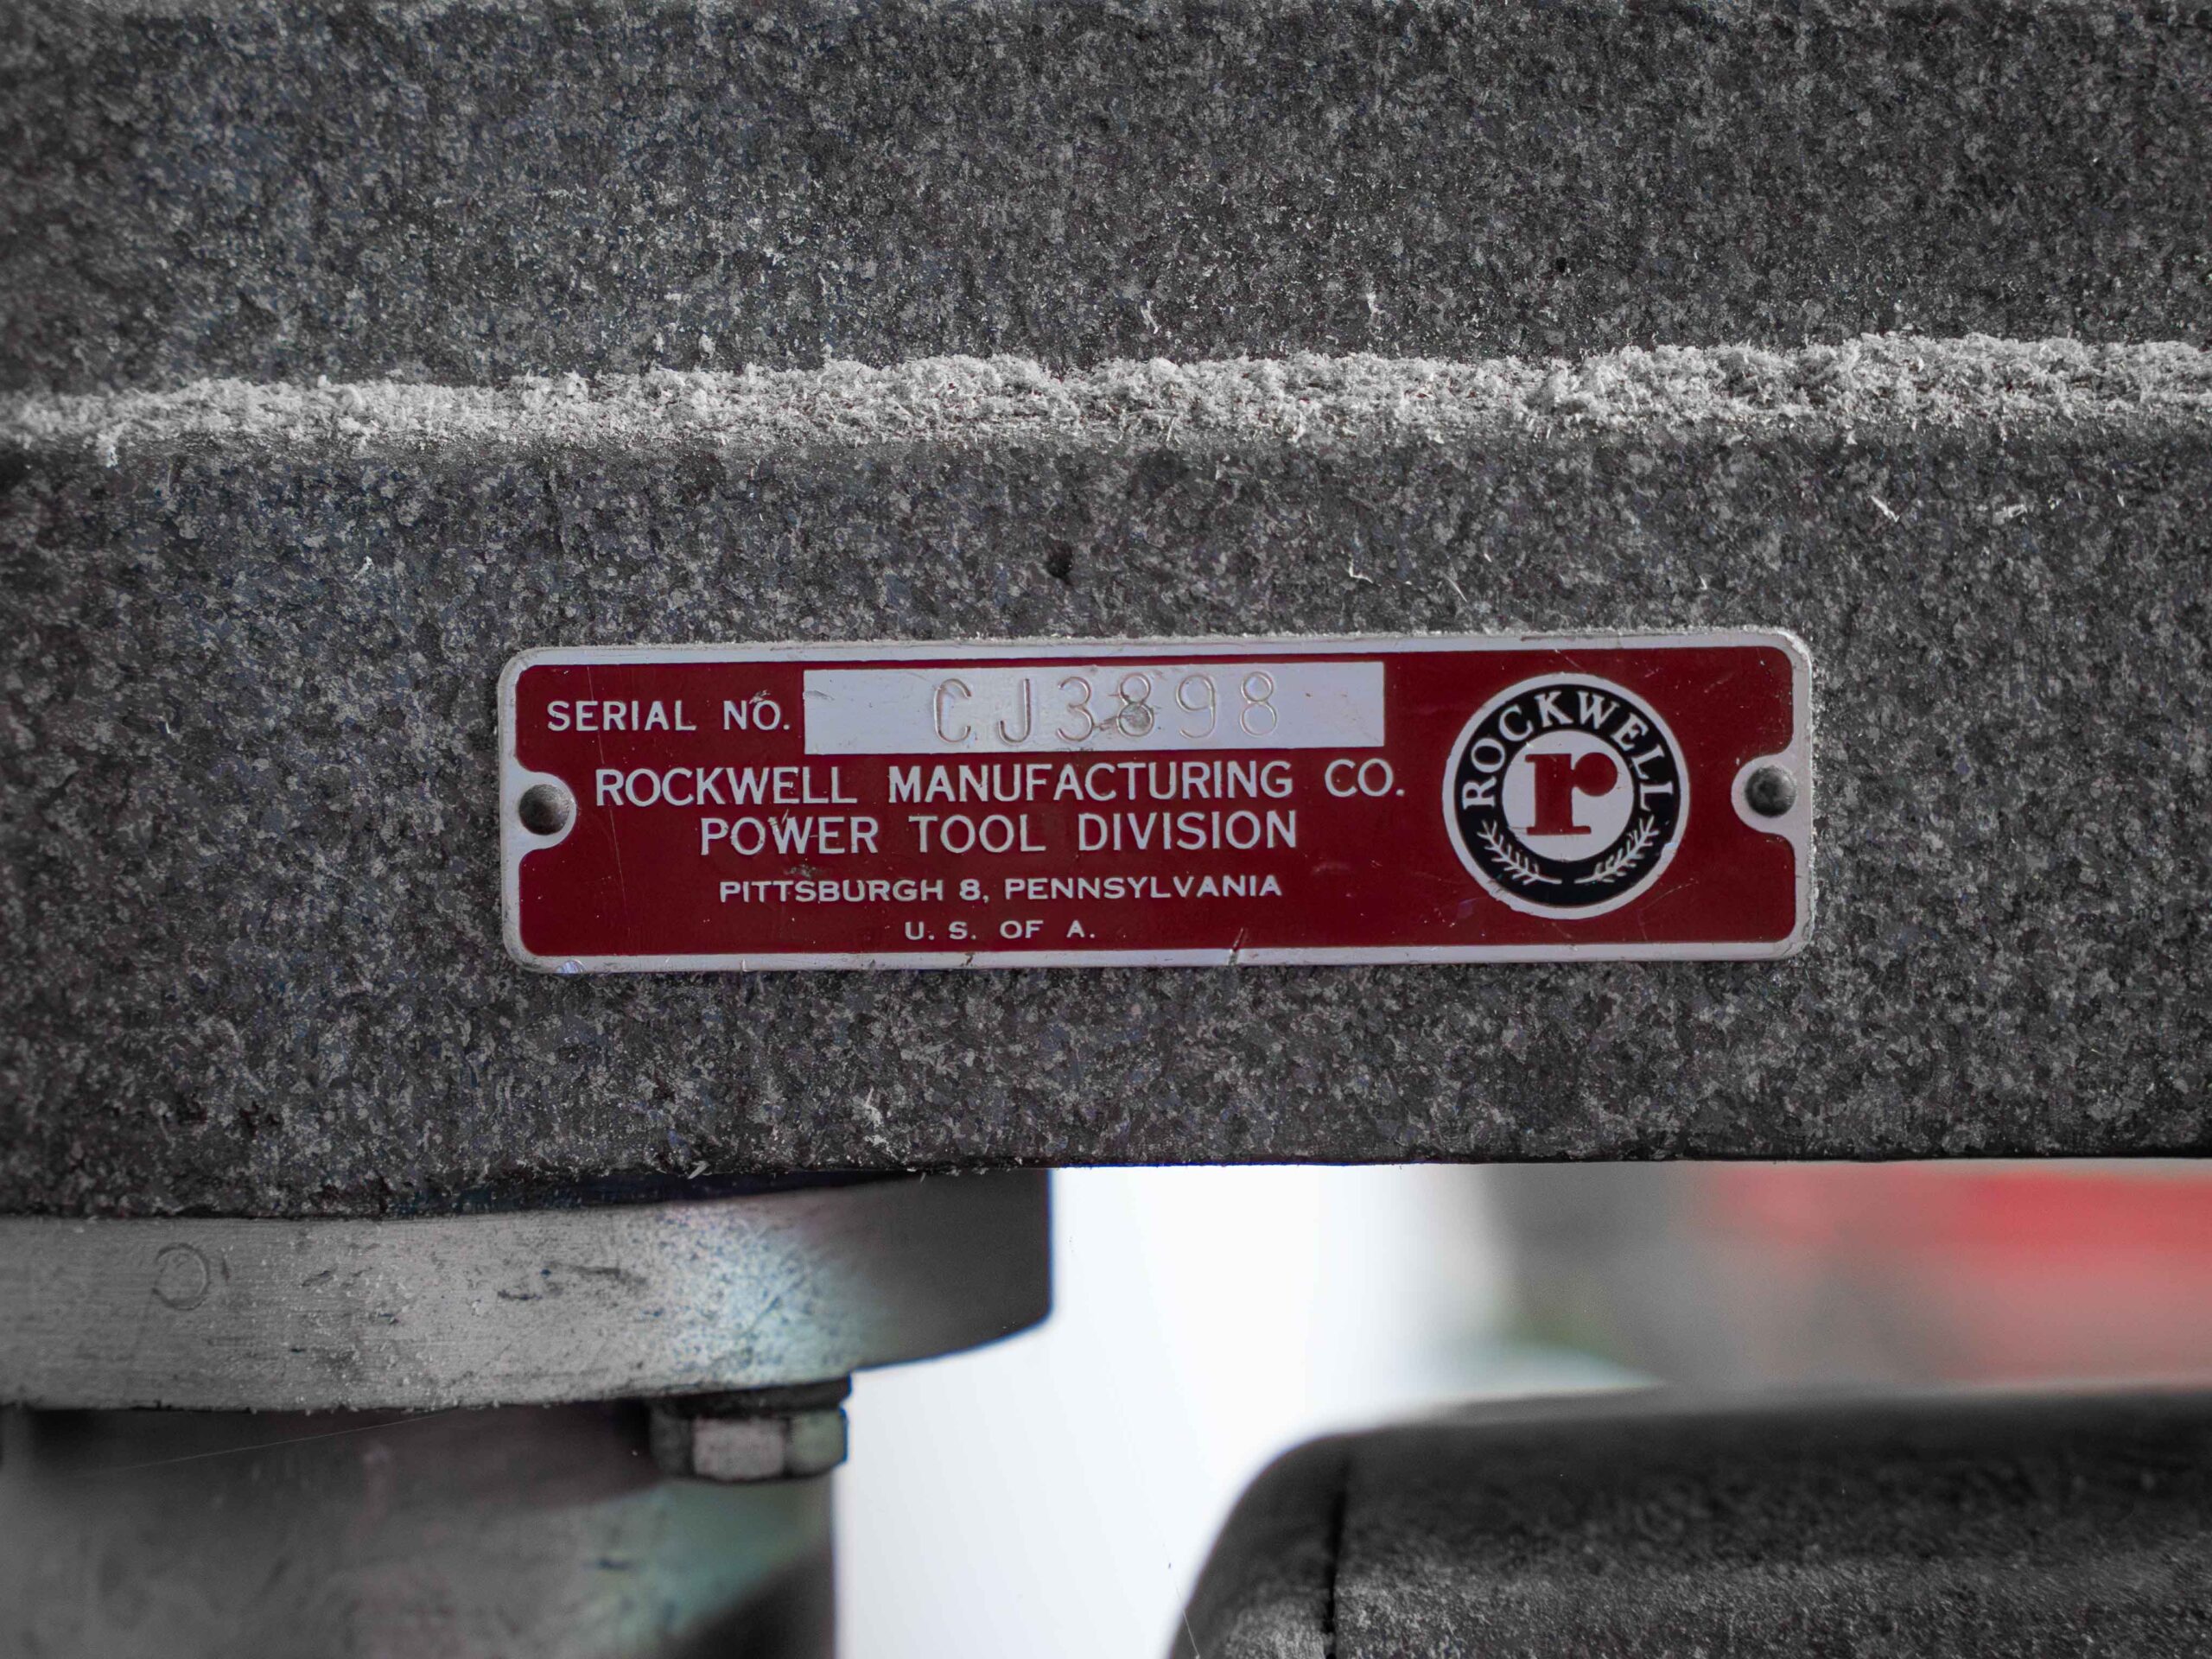 SERIAL NO. CJ3898
ROCKWELL MANUFACTURING CO.
POWER TOOL DIVISION
PITTSBURGH 8, PENNSYLVANIA
U. S. OF A.
ROCKWELL
r